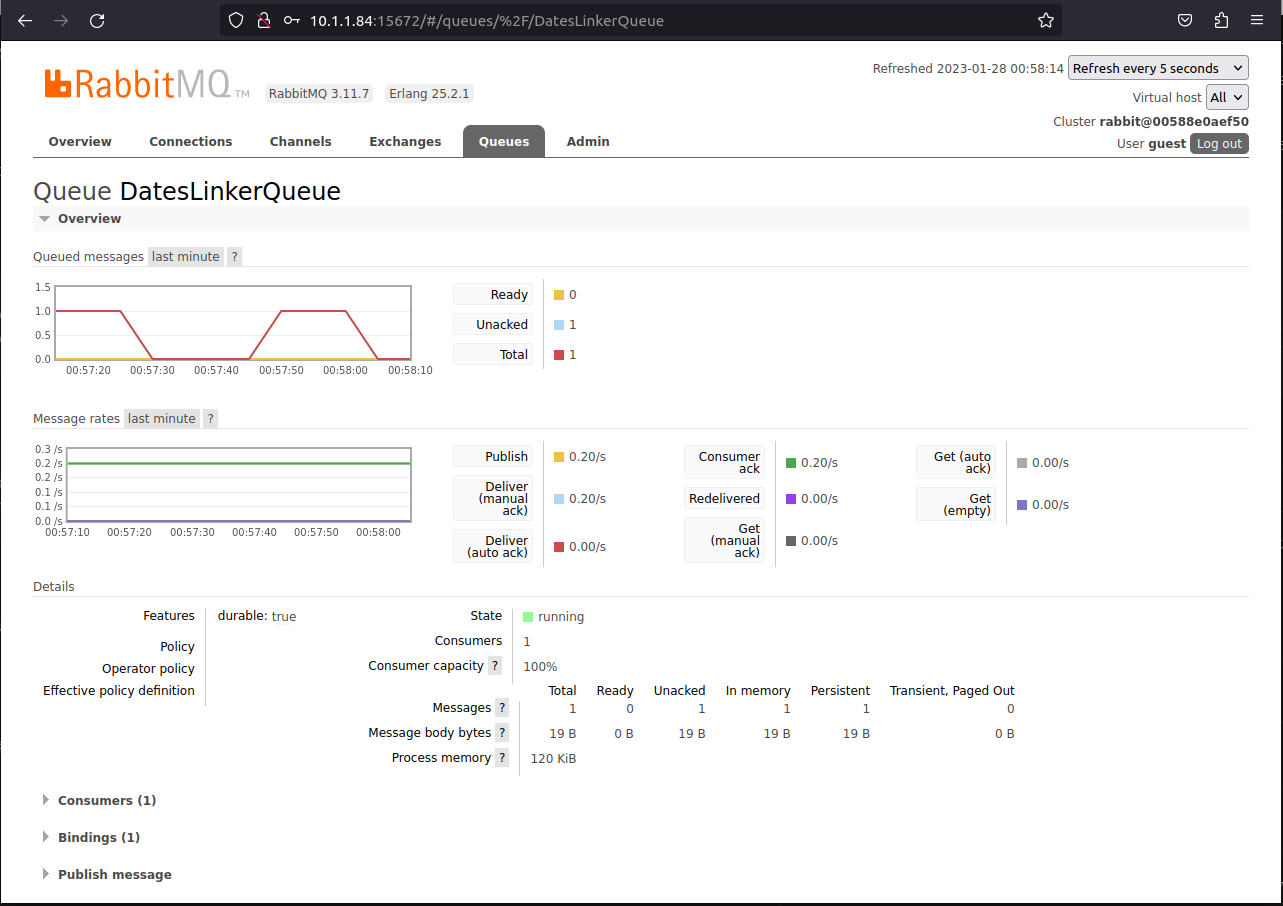 10.1.1.84:15672/#/queues/%2F/DatesLinkerQueue
RabbitMQ TM RabbitMQ 3.11.7 Erlang 25.2.1
Refreshed 2023-01-28 00:58:14 Refresh every 5 seconds
Virtual host All
Cluster rabbit@00588e0aef50
User guest Log out
Overview Connections Channels Exchanges Queues Admin
Queue DatesLinkerQueue
Overview
Queued messages last minute ?
1.5
1.0
0.5
0.0
00:57:20 00:57:30 00:57:40 00:57:50 00:58:00 00:58:10
Ready 0
Unacked 1
Total 1
Message rates last minute ?
0.3 /s
0.2 /s
0.2 /s
0.1 /s
0.1 /s
0.0 /s
00:57:10 00:57:20 00:57:30 00:57:40 00:57:50 00:58:00
Publish 0.20/s
Deliver
(manual
ack) 0.20/s
Deliver
(auto ack) 0.00/s
Consumer
ack 0.20/s
Redelivered 0.00/s
Get
(manual
ack) 0.00/s
Get (auto
ack) 0.00/s
Get
(empty) 0.00/s
Details
Features durable: true
Policy
Operator policy
Effective policy definition
State running
Consumers 1
Consumer capacity ? 100%
Total Ready Unacked In memory Persistent Transient, Paged Out
Messages ? 1 0 1 1 1 0
Message body bytes ? 19 B 0 B 19 B 19 B 19 B 0 B
Process memory ? 120 KiB
Consumers (1)
Bindings (1)
Publish message